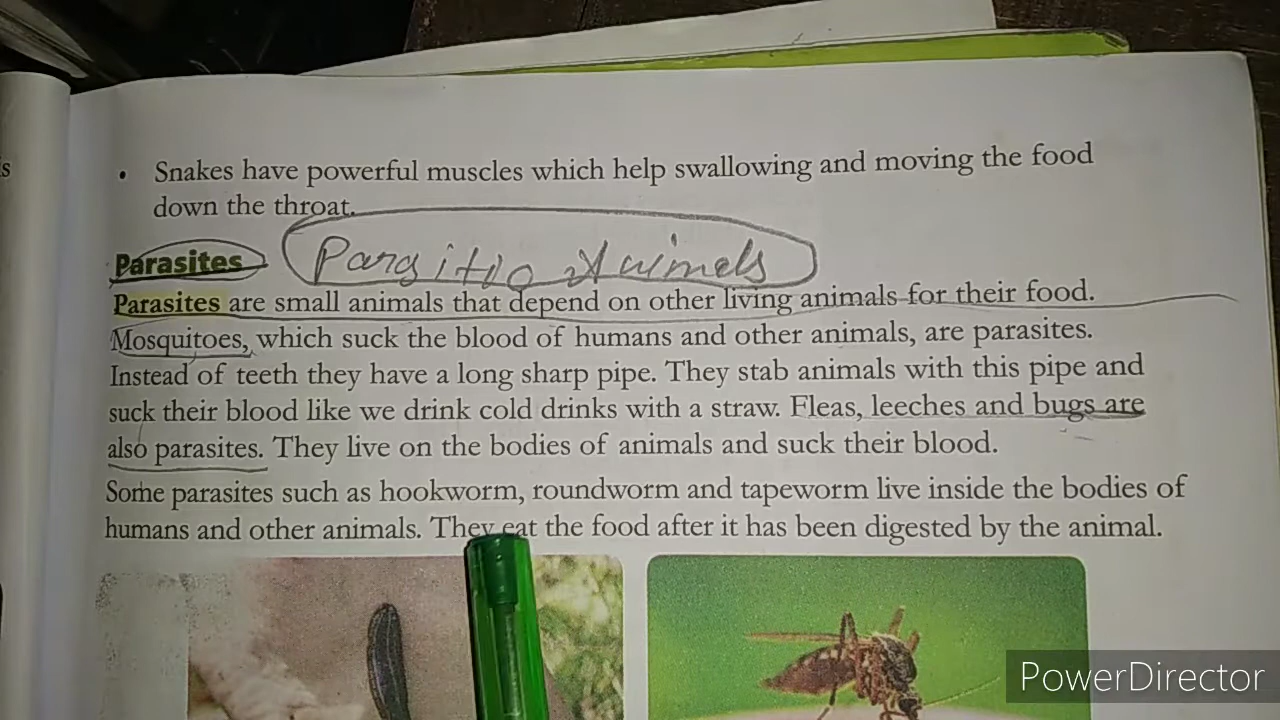 s
• Snakes have powerful muscles which help swallowing and moving the food
down the throat.
Parasites Parasitic Animals
Parasites are small animals that depend on other living animals for their food.
Mosquitoes, which suck the blood of humans and other animals, are parasites.
Instead of teeth they have a long sharp pipe. They stab animals with this pipe and
suck their blood like we drink cold drinks with a straw. Fleas, leeches and bugs are
also parasites. They live on the bodies of animals and suck their blood.
Some parasites such as hookworm, roundworm and tapeworm live inside the bodies of
humans and other animals. They eat the food after it has been digested by the animal.
PowerDirector